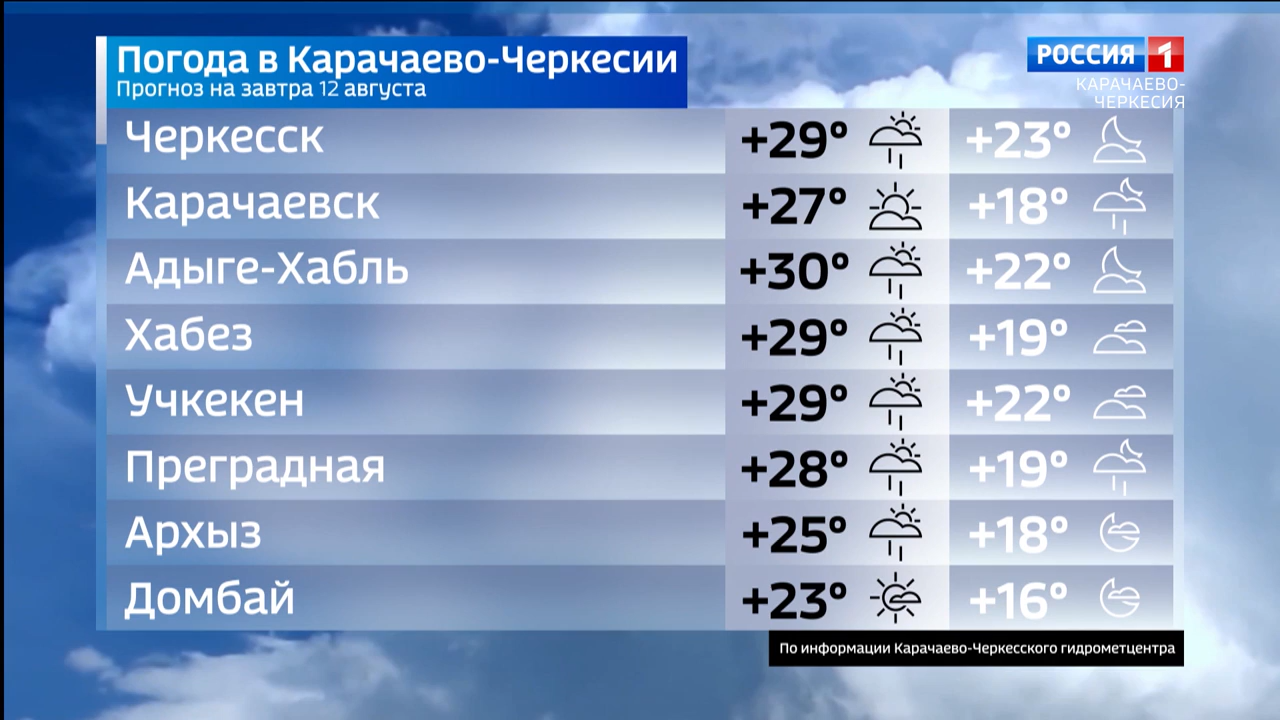 Погода в Карачаево-Черкесии
Прогноз на завтра 12 августа
РОССИЯ 1
КАРАЧАЕВО-
ЧЕРКЕСИЯ
Черкесск +29° +23°
Карачаевск +27° +18°
Адыге-Хабль +30° +22°
Хабез +29° +19°
Учкекен +29° +22°
Преградная +28° +19°
Архыз +25° +18°
Домбай +23° +16°
По информации Карачаево-Черкесского гидрометцентра